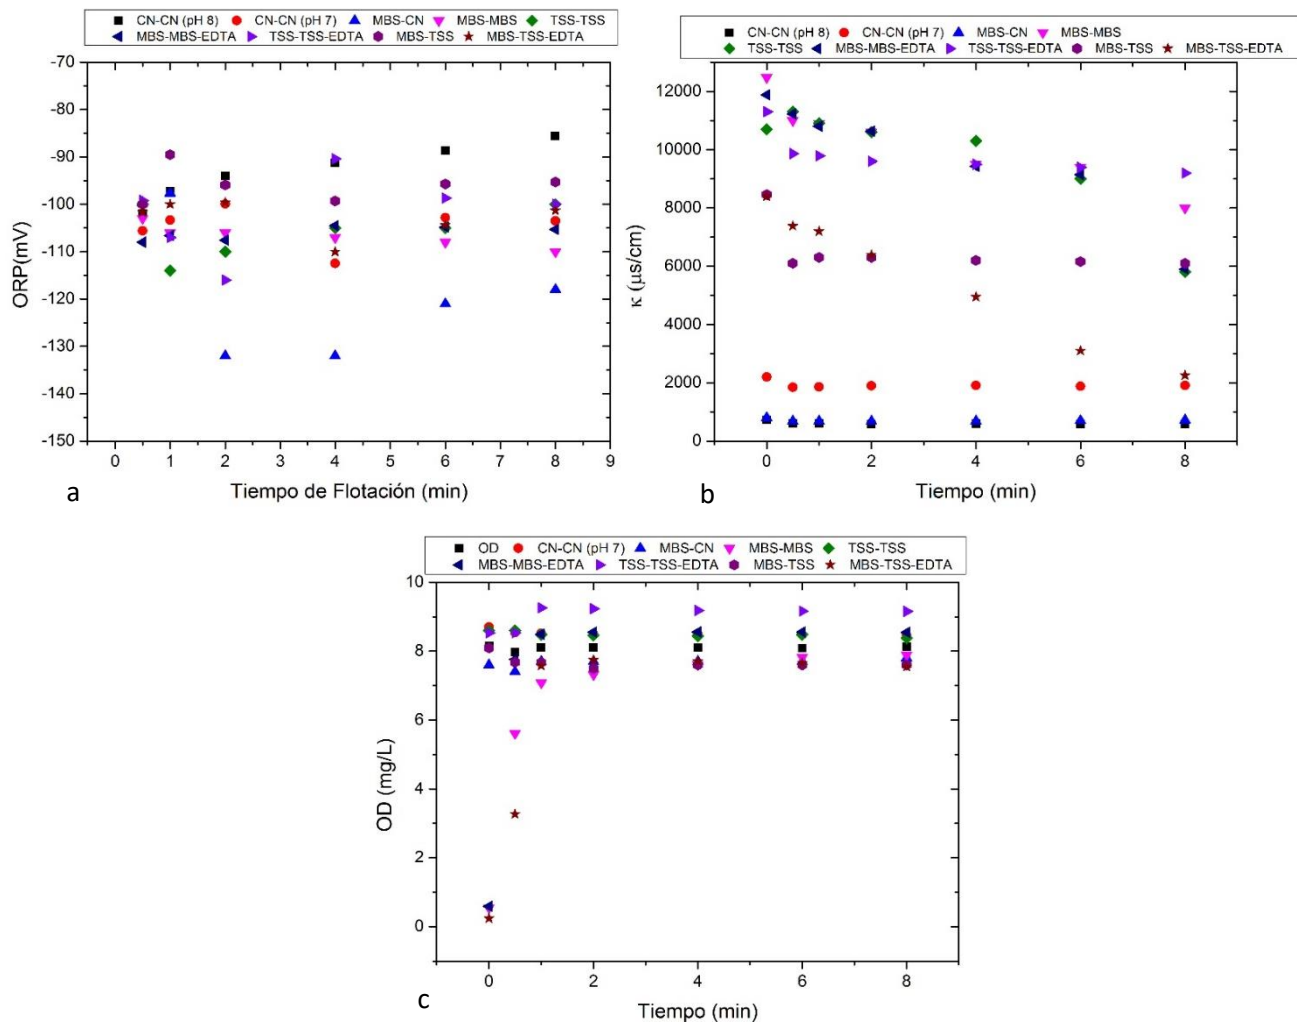 CN-CN (pH 8) CN-CN (pH 7) MBS-CN MBS-MBS TSS-TSS
MBS-MBS-EDTA TSS-TSS-EDTA MBS-TSS MBS-TSS-EDTA
-70
-80
-90
-100
-110
-120
-130
-140
-150
ORP(mV)
0 1 2 3 4 5 6 7 8 9
Tiempo de Flotación (min)
a
CN-CN (pH 8) CN-CN (pH 7) MBS-CN MBS-MBS
TSS-TSS MBS-MBS-EDTA TSS-TSS-EDTA MBS-TSS MBS-TSS-EDTA
12000
10000
8000
6000
4000
2000
0
κ (µs/cm)
0 2 4 6 8
Tiempo (min)
b
OD CN-CN (pH 7) MBS-CN MBS-MBS TSS-TSS
MBS-MBS-EDTA TSS-TSS-EDTA MBS-TSS MBS-TSS-EDTA
10
8
6
4
2
0
OD (mg/L)
0 2 4 6 8
Tiempo (min)
c